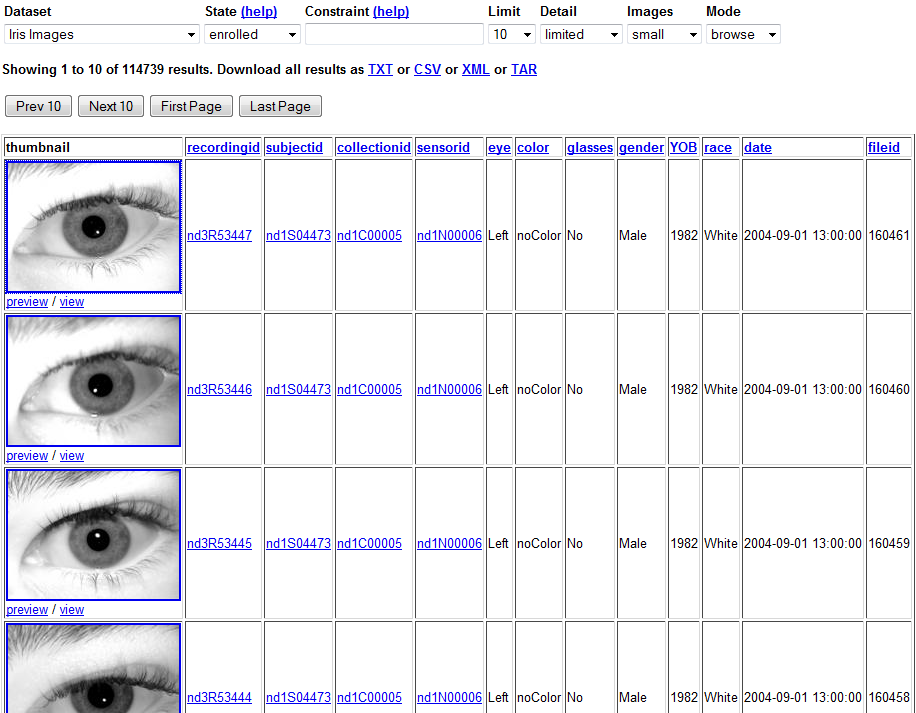 Dataset State (help) Constraint (help) Limit Detail Images Mode
Iris Images enrolled 10 limited small browse
Showing 1 to 10 of 114739 results. Download all results as TXT or CSV or XML or TAR
Prev 10 Next 10 First Page Last Page
thumbnail recordingid subjectid collectionid sensorid eye color glasses gender YOB race date fileid
nd3R53447 nd1S04473 nd1C00005 nd1N00006 Left noColor No Male 1982 White 2004-09-01 13:00:00 160461
preview / view
nd3R53446 nd1S04473 nd1C00005 nd1N00006 Left noColor No Male 1982 White 2004-09-01 13:00:00 160460
preview / view
nd3R53445 nd1S04473 nd1C00005 nd1N00006 Left noColor No Male 1982 White 2004-09-01 13:00:00 160459
preview / view
nd3R53444 nd1S04473 nd1C00005 nd1N00006 Left noColor No Male 1982 White 2004-09-01 13:00:00 160458